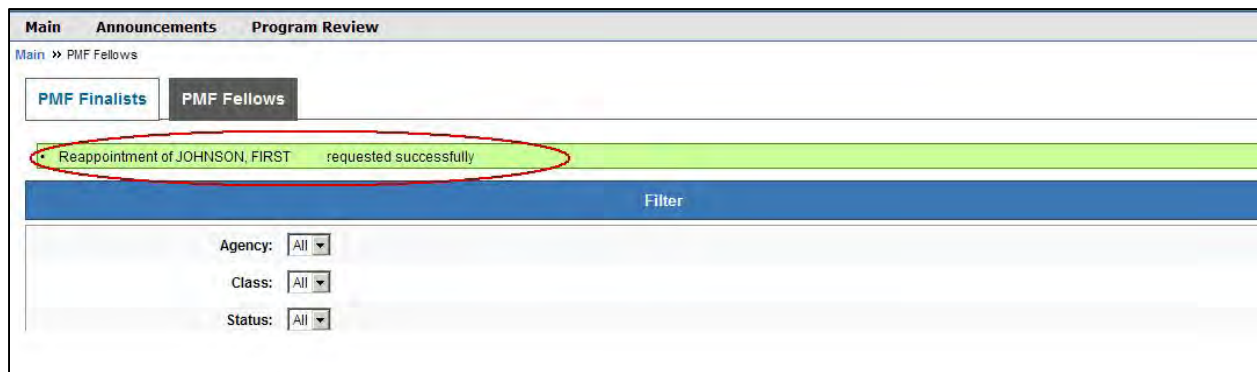 Main Announcements Program Review
Main » PMF Fellows
PMF Finalists PMF Fellows
• Reappointment of JOHNSON, FIRST requested successfully
Filter
Agency: All
Class: All
Status: All